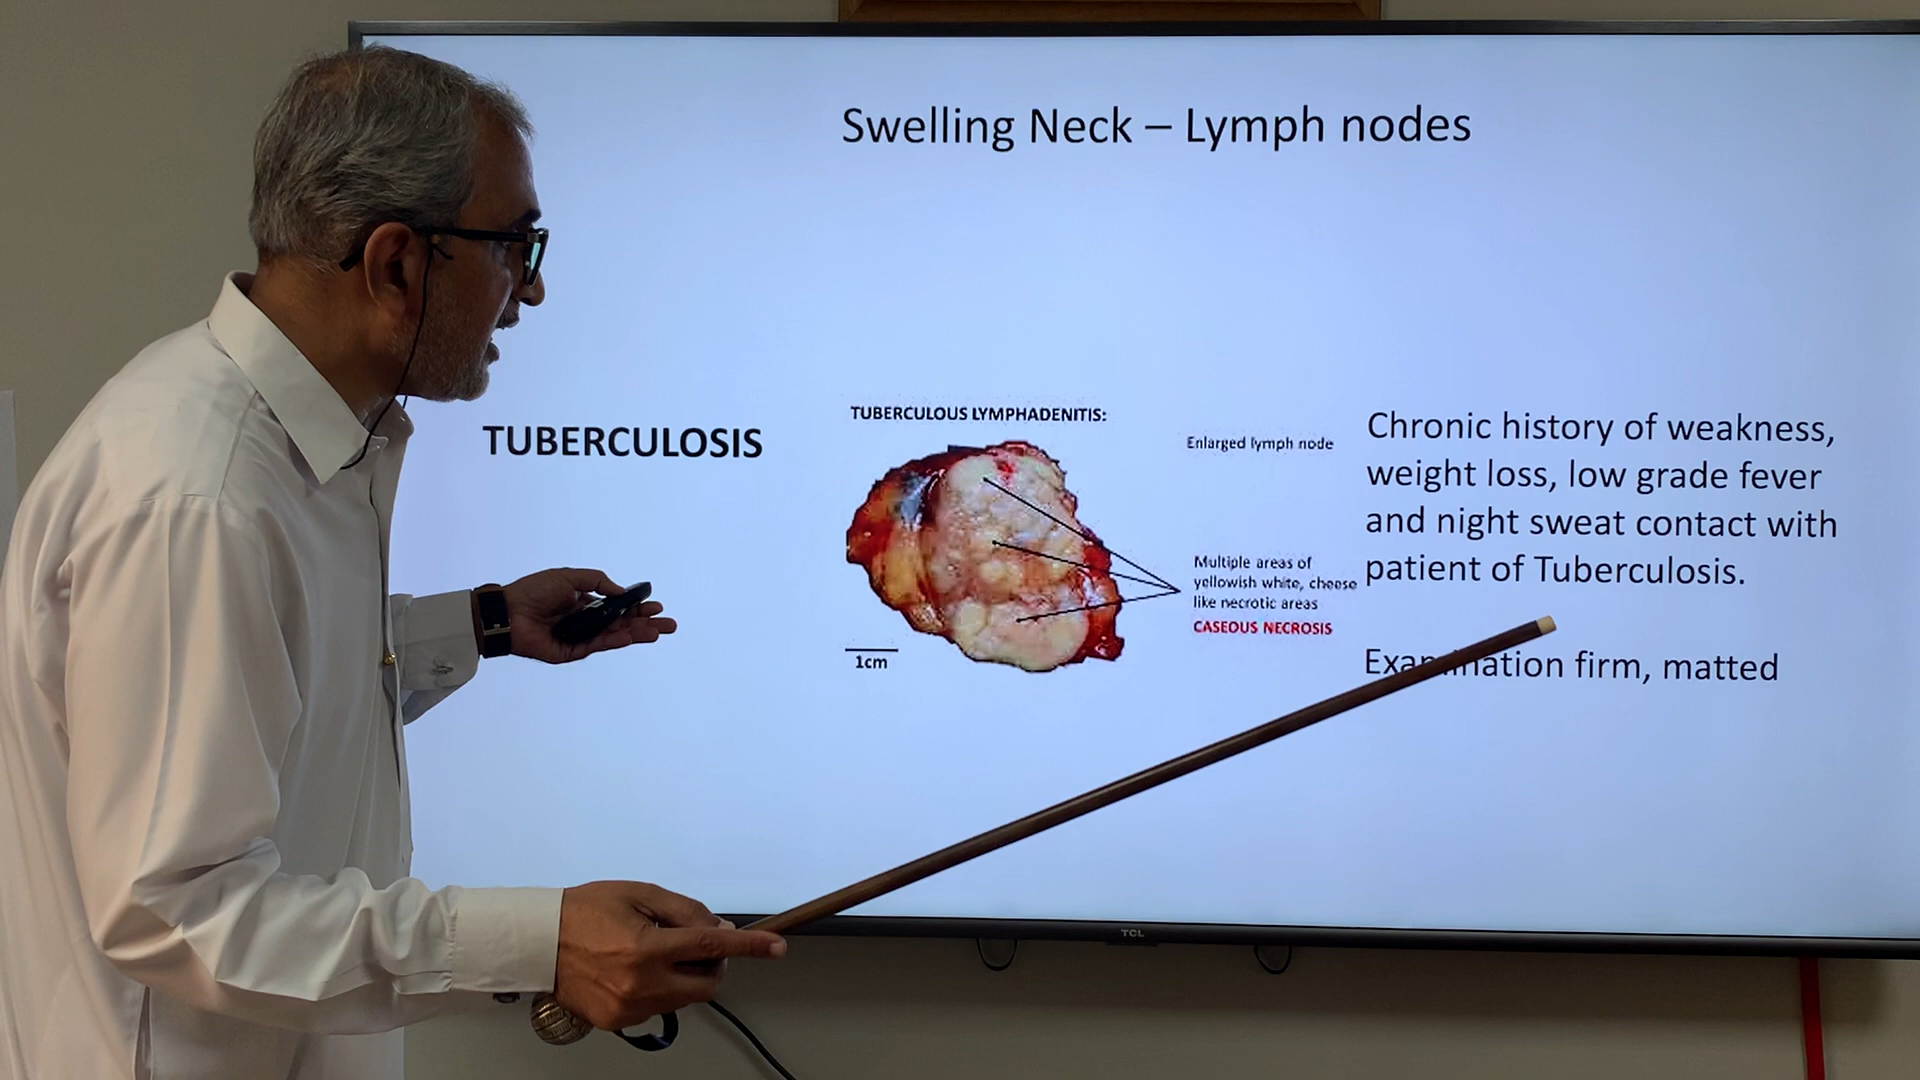 Swelling Neck – Lymph nodes
TUBERCULOSIS
TUBERCULOUS LYMPHADENITIS:
Enlarged lymph node
Multiple areas of
yellowish white, cheese
like necrotic areas
CASEOUS NECROSIS
1cm
Chronic history of weakness,
weight loss, low grade fever
and night sweat contact with
patient of Tuberculosis.
Examination firm, matted
TCL